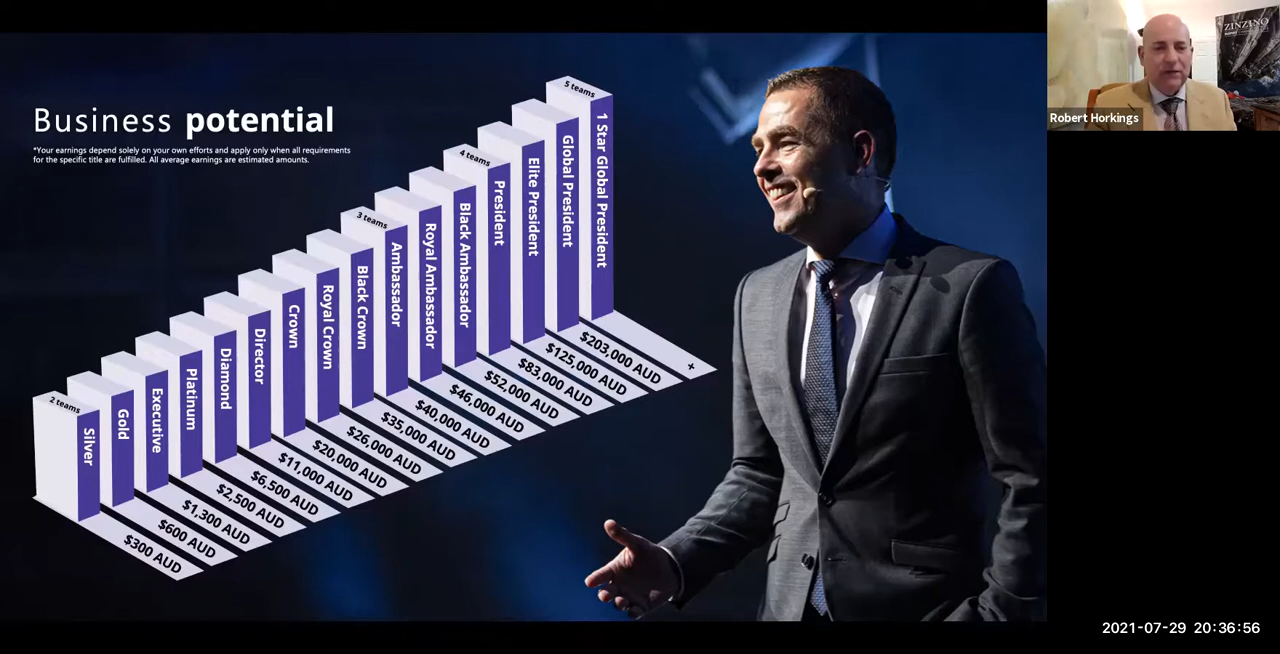 Business potential
*Your earnings depend solely on your own efforts and apply only when all requirements
for the specific title are fulfilled. All average earnings are estimated amounts.
2 teams
Silver
Gold
Executive
Platinum
Diamond
Director
Crown
Royal Crown
Black Crown
3 teams
Ambassador
Royal Ambassador
Black Ambassador
4 teams
President
Elite President
Global President
5 teams
1 Star Global President
$300 AUD
$600 AUD
$1,300 AUD
$2,500 AUD
$6,500 AUD
$11,000 AUD
$20,000 AUD
$26,000 AUD
$35,000 AUD
$40,000 AUD
$46,000 AUD
$52,000 AUD
$83,000 AUD
$125,000 AUD
$203,000 AUD
+
ZINZINO
Robert Horkings
2021-07-29 20:36:56